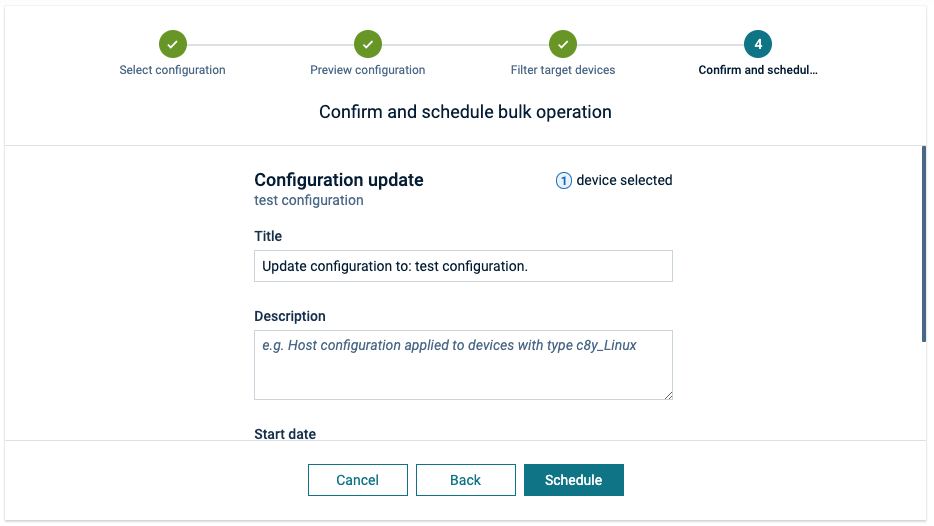 4
Select configuration
Preview configuration
Filter target devices
Confirm and schedul...
Confirm and schedule bulk operation
Configuration update
1 device selected
test configuration
Title
Update configuration to: test configuration.
Description
e.g. Host configuration applied to devices with type c8y_Linux
Start date
Cancel
Back
Schedule